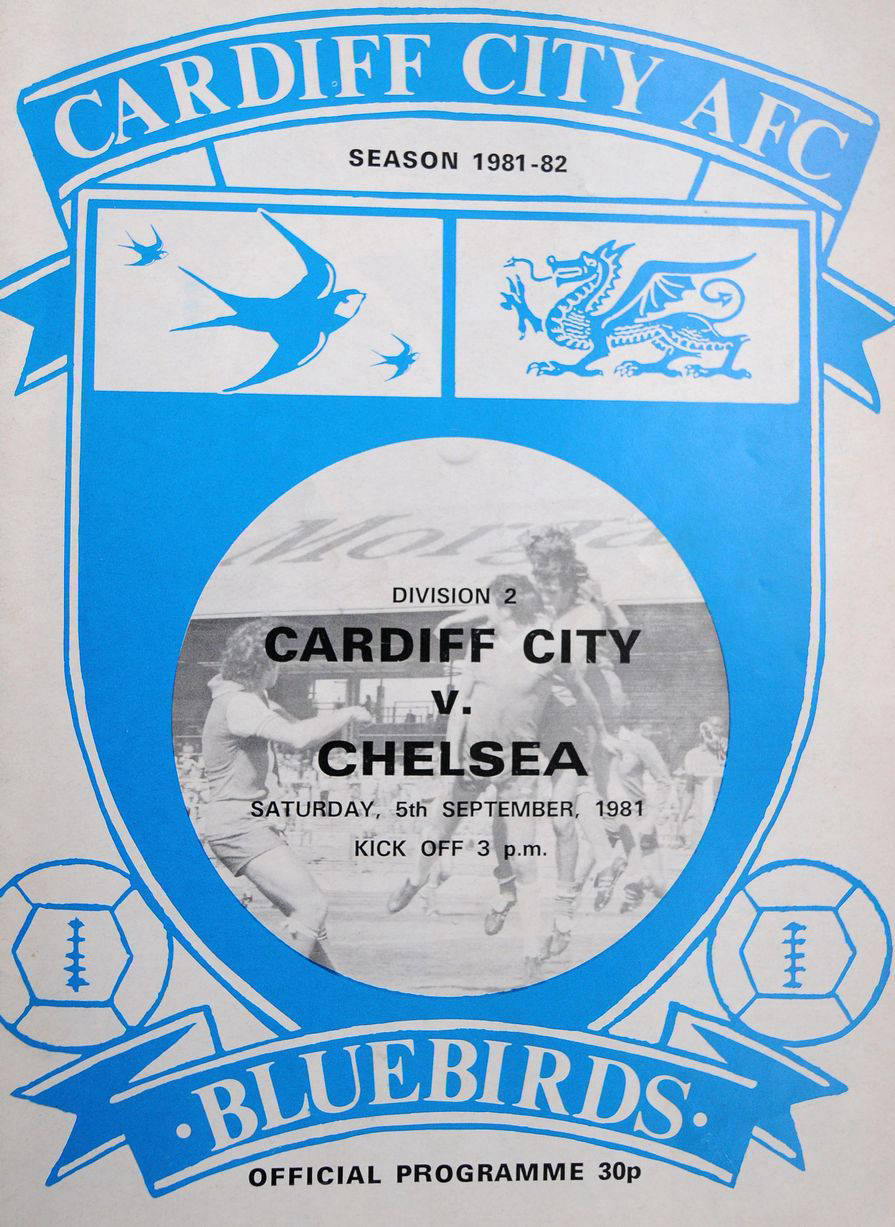 CARDIFF CITY AFC
SEASON 1981-82
Morga
DIVISION 2
CARDIFF CITY
v.
CHELSEA
SATURDAY, 5th SEPTEMBER, 1981
KICK OFF 3 p.m.
·BLUEBIRDS·
OFFICIAL PROGRAMME 30p